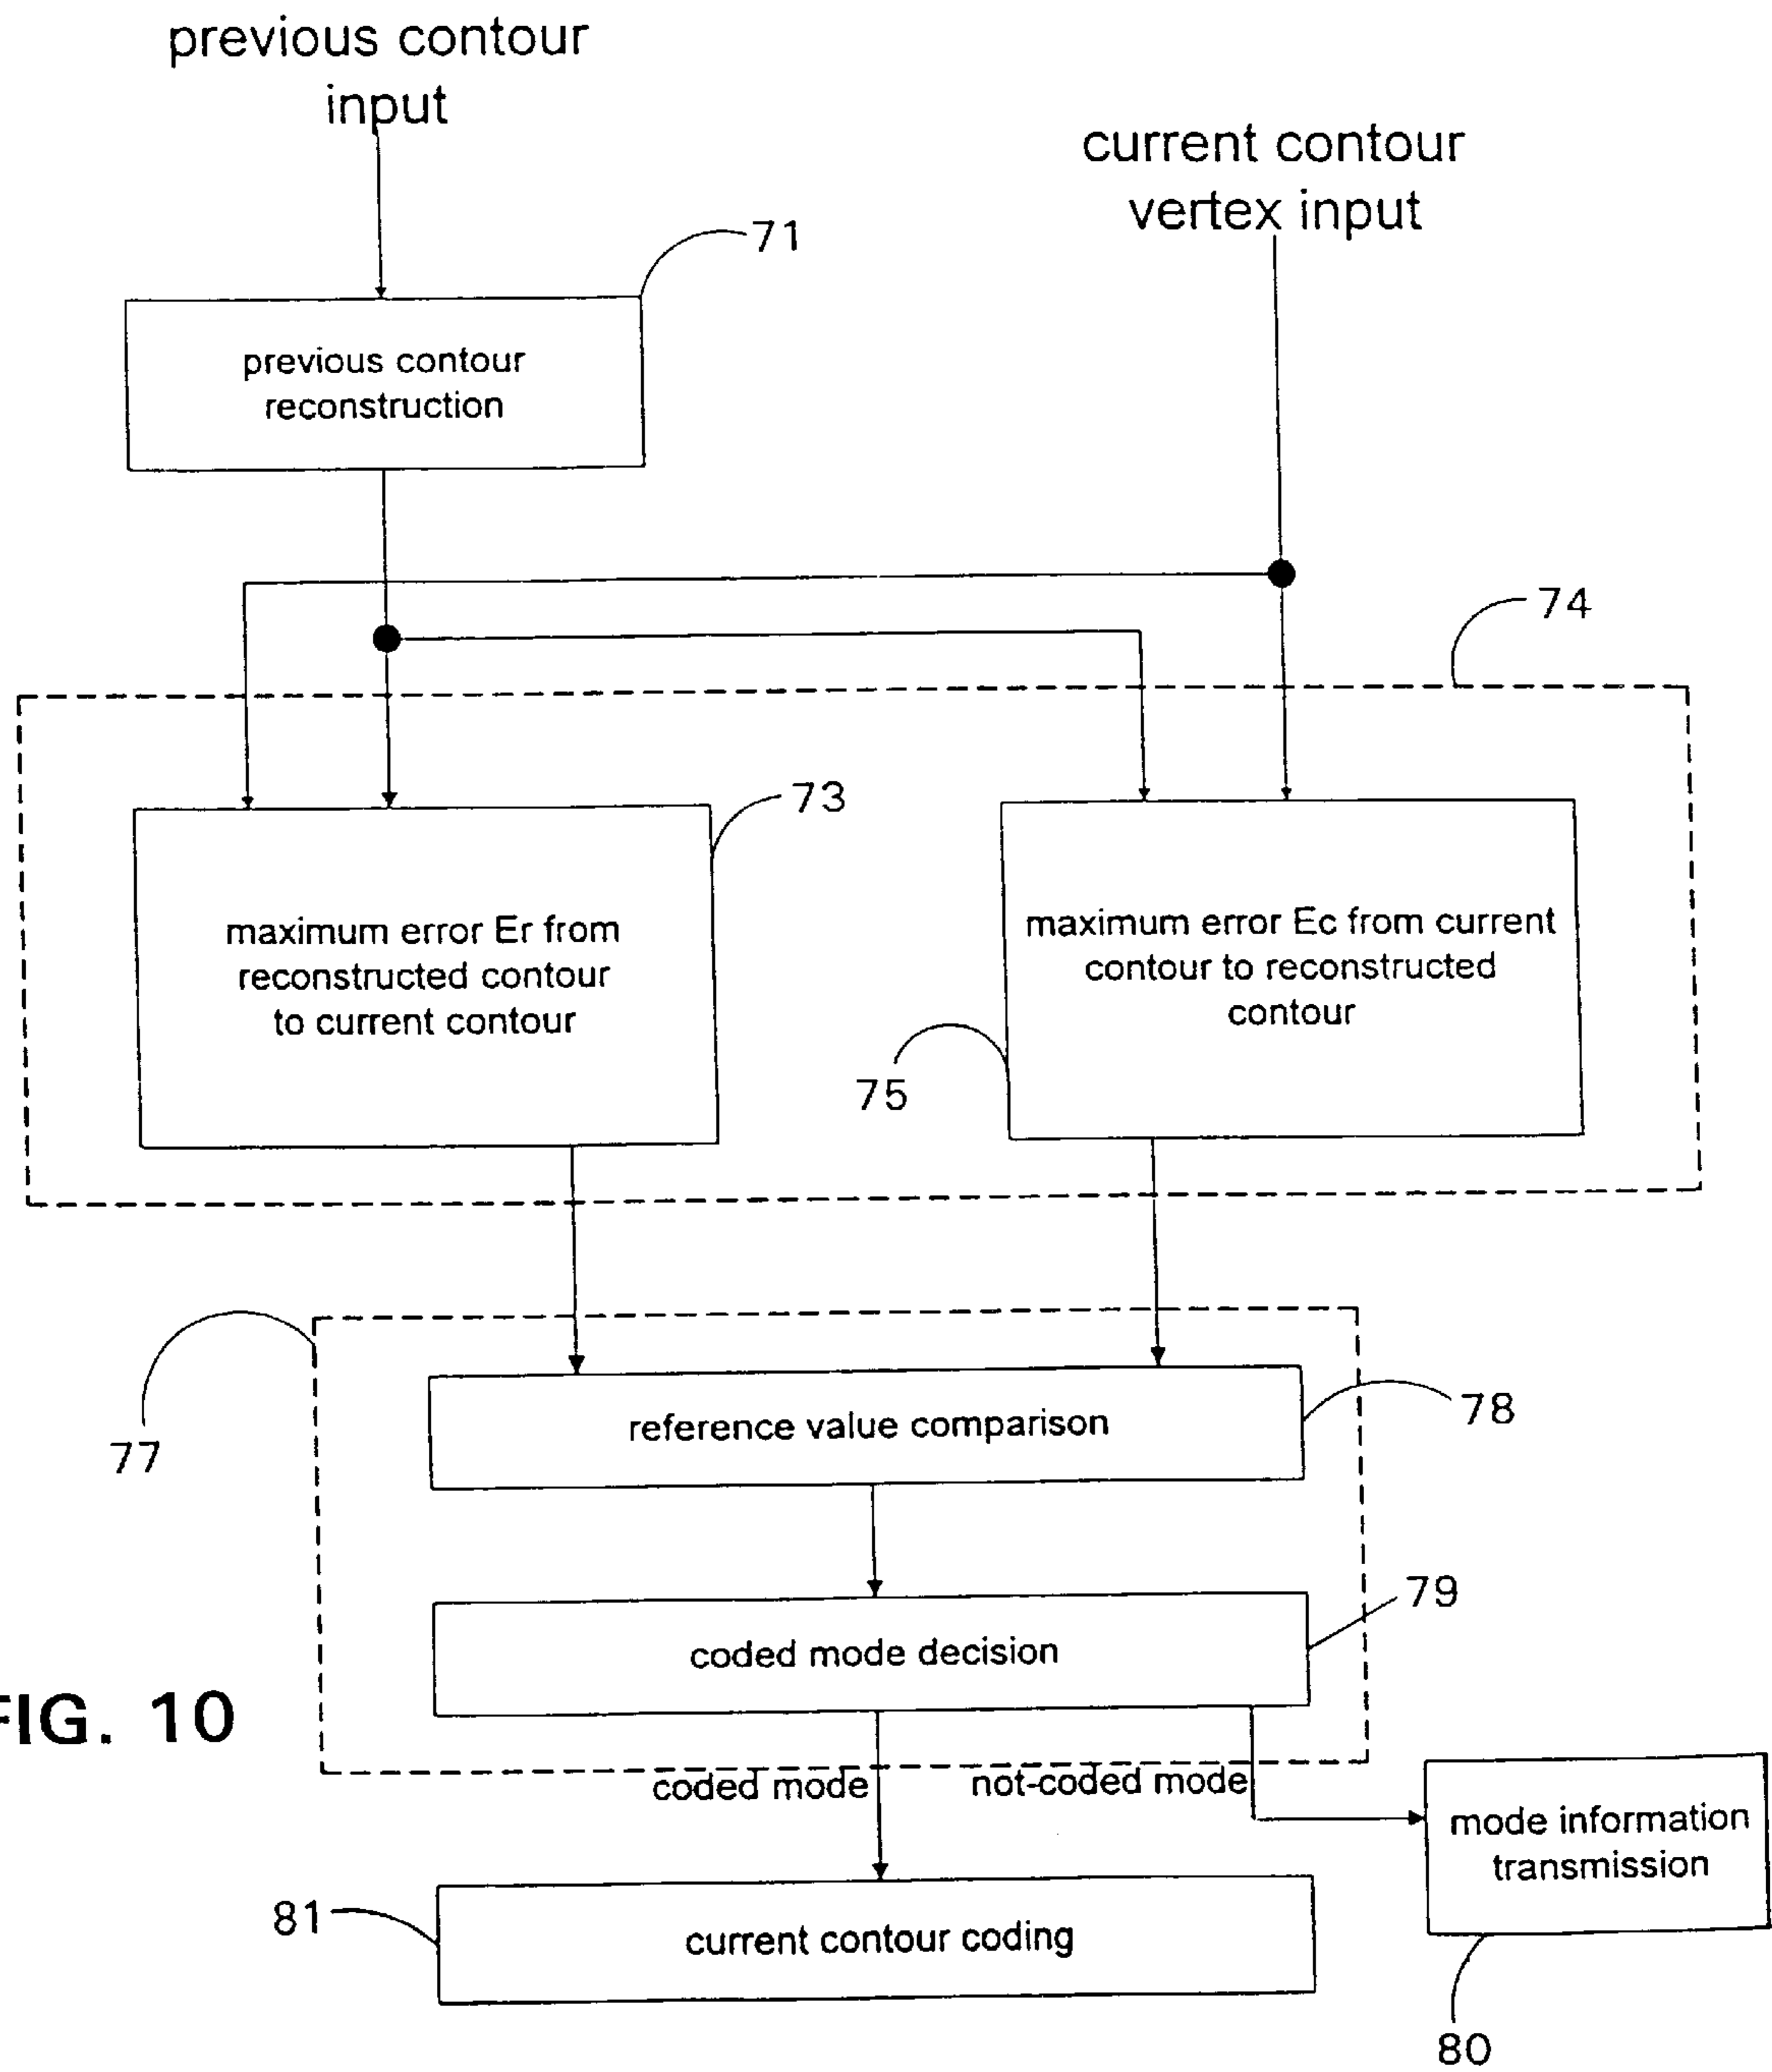 previous contour
input
current contour
vertex input
71
previous contour
reconstruction
74
73
maximum error Er from
reconstructed contour
to current contour
maximum error Ec from current
contour to reconstructed
contour
75
77
reference value comparison
78
coded mode decision
79
FIG. 10
coded mode
not-coded mode
mode information
transmission
81
current contour coding
80